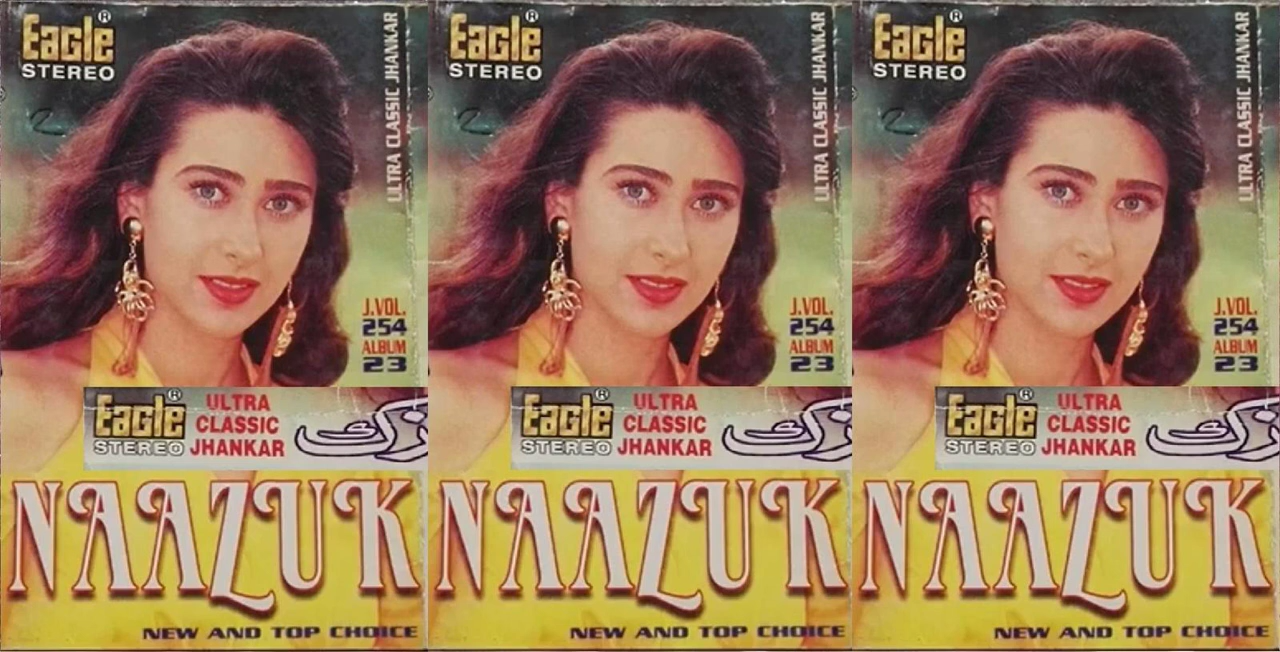 Eagle®
STEREO
ULTRA CLASSIC JHANKAR
2
J.VOL.
254
ALBUM
23
Eagle®
STEREO
ULTRA
CLASSIC
JHANKAR
NAAZUK
NEW AND TOP CHOICE
Eagle®
STEREO
ULTRA CLASSIC JHANKAR
2
J.VOL.
254
ALBUM
23
Eagle®
STEREO
ULTRA
CLASSIC
JHANKAR
NAAZUK
NEW AND TOP CHOICE
Eagle®
STEREO
ULTRA CLASSIC JHANKAR
2
J.VOL.
254
ALBUM
23
Eagle®
STEREO
ULTRA
CLASSIC
JHANKAR
NAAZUK
NEW AND TOP CHOICE